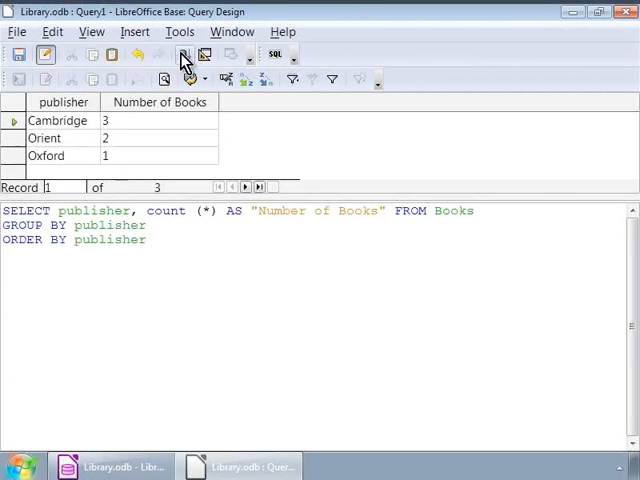 Library.odb : Query1 - LibreOffice Base: Query Design
File Edit View Insert Tools Window Help
SQL
publisher Number of Books
Cambridge 3
Orient 2
Oxford 1
Record 1 of 3
SELECT publisher, count (*) AS "Number of Books" FROM Books
GROUP BY publisher
ORDER BY publisher
Library.odb - Libr... Library.odb : Quer...